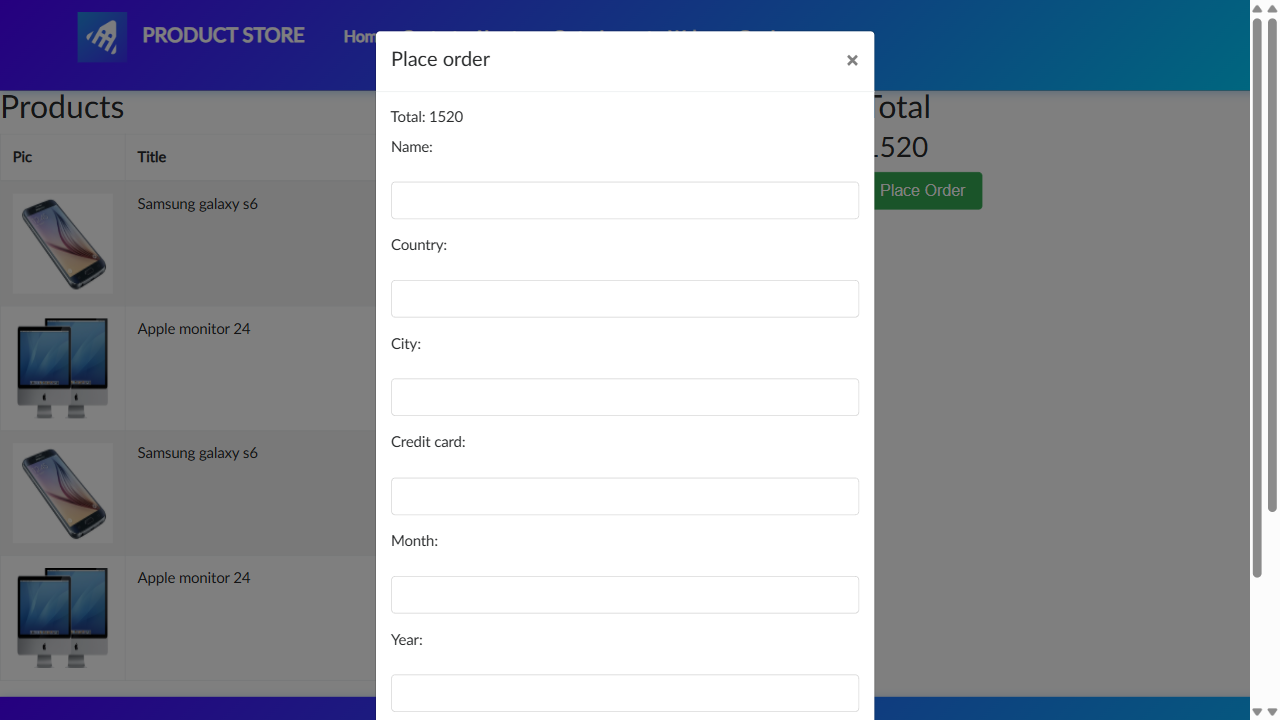 PRODUCT STORE
Place order
×
Products
Total
1520
Place Order
Pic
Title
Samsung galaxy s6
Apple monitor 24
Samsung galaxy s6
Apple monitor 24
Total: 1520
Name:
Country:
City:
Credit card:
Month:
Year: